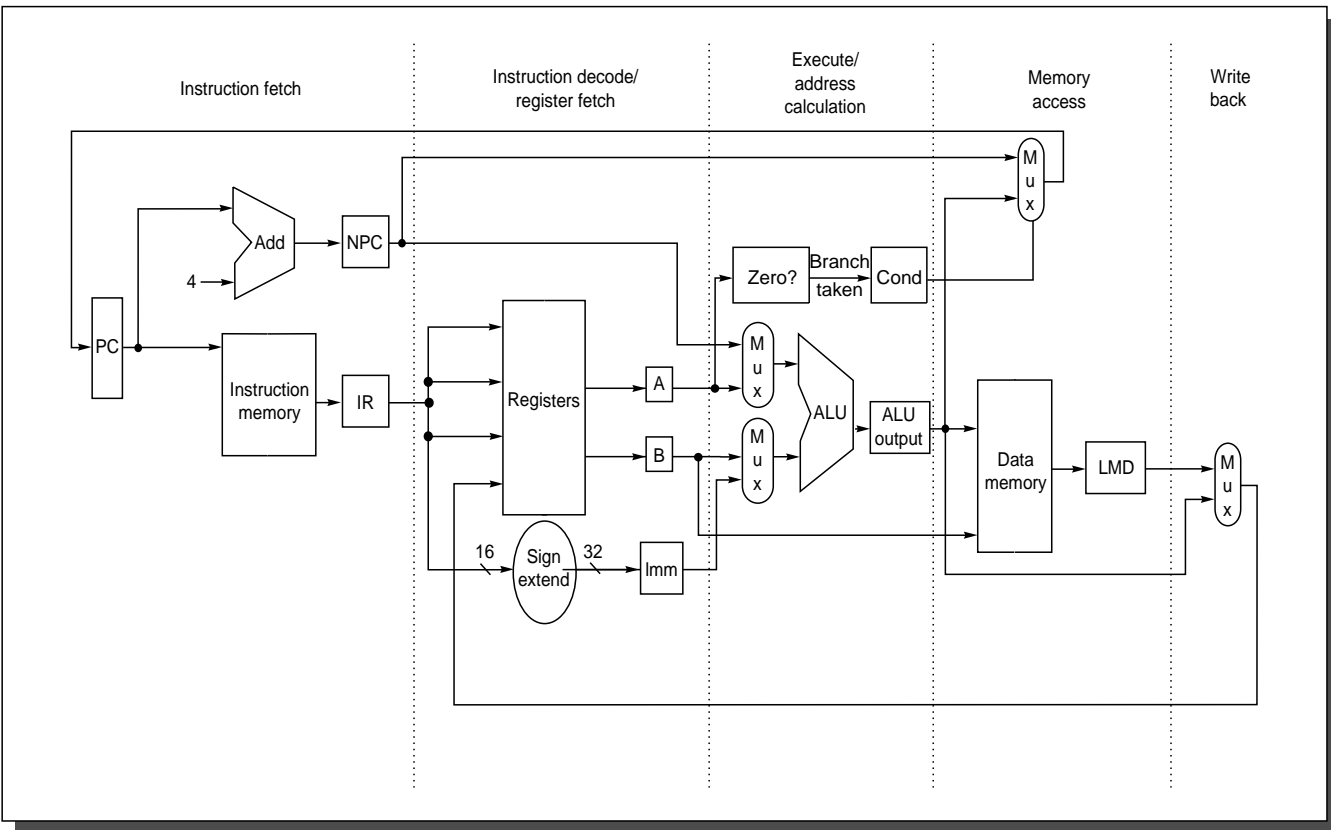 Instruction fetch
Instruction decode/
register fetch
Execute/
address
calculation
Memory
access
Write
back
M
u
x
Add
NPC
4
Zero?
Branch
taken
Cond
PC
Instruction
memory
IR
Registers
A
B
M
u
x
M
u
x
ALU
ALU
output
Data
memory
LMD
M
u
x
16
Sign
extend
32
Imm